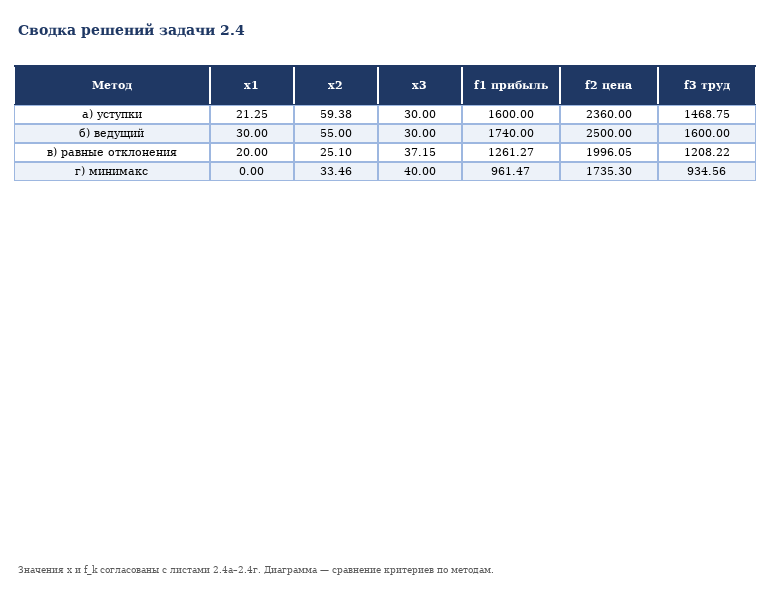 Сводка решений задачи 2.4
Метод x1 x2 x3 f1 прибыль f2 цена f3 труд
а) уступки 21.25 59.38 30.00 1600.00 2360.00 1468.75
б) ведущий 30.00 55.00 30.00 1740.00 2500.00 1600.00
в) равные отклонения 20.00 25.10 37.15 1261.27 1996.05 1208.22
г) минимакс 0.00 33.46 40.00 961.47 1735.30 934.56
Значения x и f_k согласованы с листами 2.4а–2.4г. Диаграмма — сравнение критериев по методам.